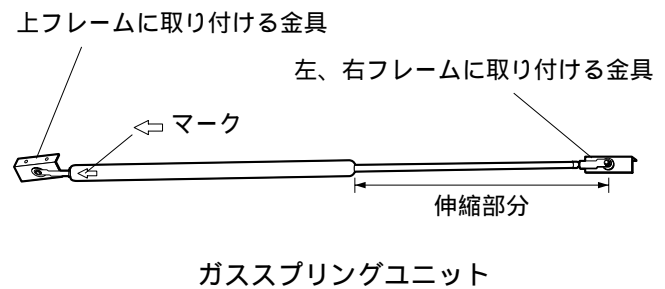 上フレームに取り付ける金具
左、右フレームに取り付ける金具
⇦ マーク
伸縮部分
ガススプリングユニット